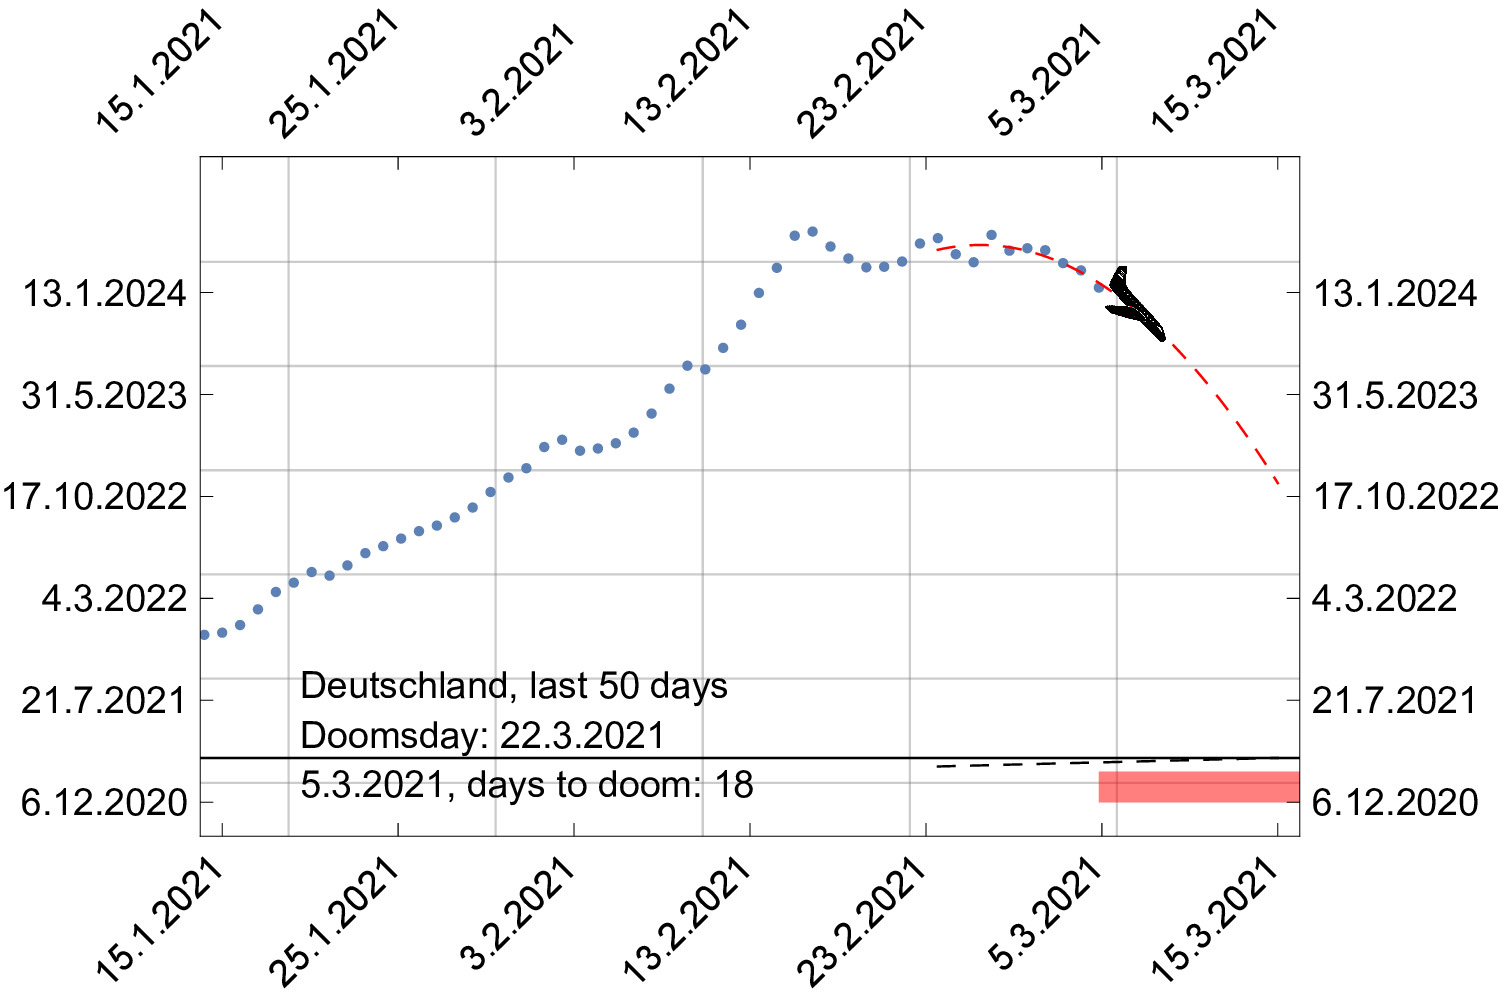 15.1.2021 25.1.2021 3.2.2021 13.2.2021 23.2.2021 5.3.2021 15.3.2021
13.1.2024 13.1.2024
31.5.2023 31.5.2023
17.10.2022 17.10.2022
4.3.2022 4.3.2022
Deutschland, last 50 days
21.7.2021 21.7.2021
Doomsday: 22.3.2021
5.3.2021, days to doom: 18
6.12.2020 6.12.2020
15.1.2021 25.1.2021 3.2.2021 13.2.2021 23.2.2021 5.3.2021 15.3.2021